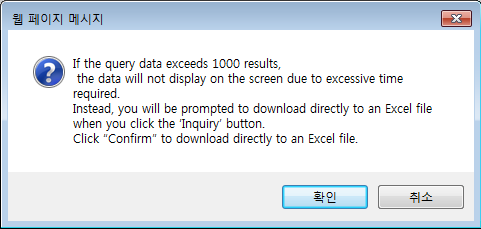 웹 페이지 메시지
If the query data exceeds 1000 results,
the data will not display on the screen due to excessive time
required.
Instead, you will be prompted to download directly to an Excel file
when you click the ‘Inquiry’ button.
Click “Confirm” to download directly to an Excel file.
확인
취소